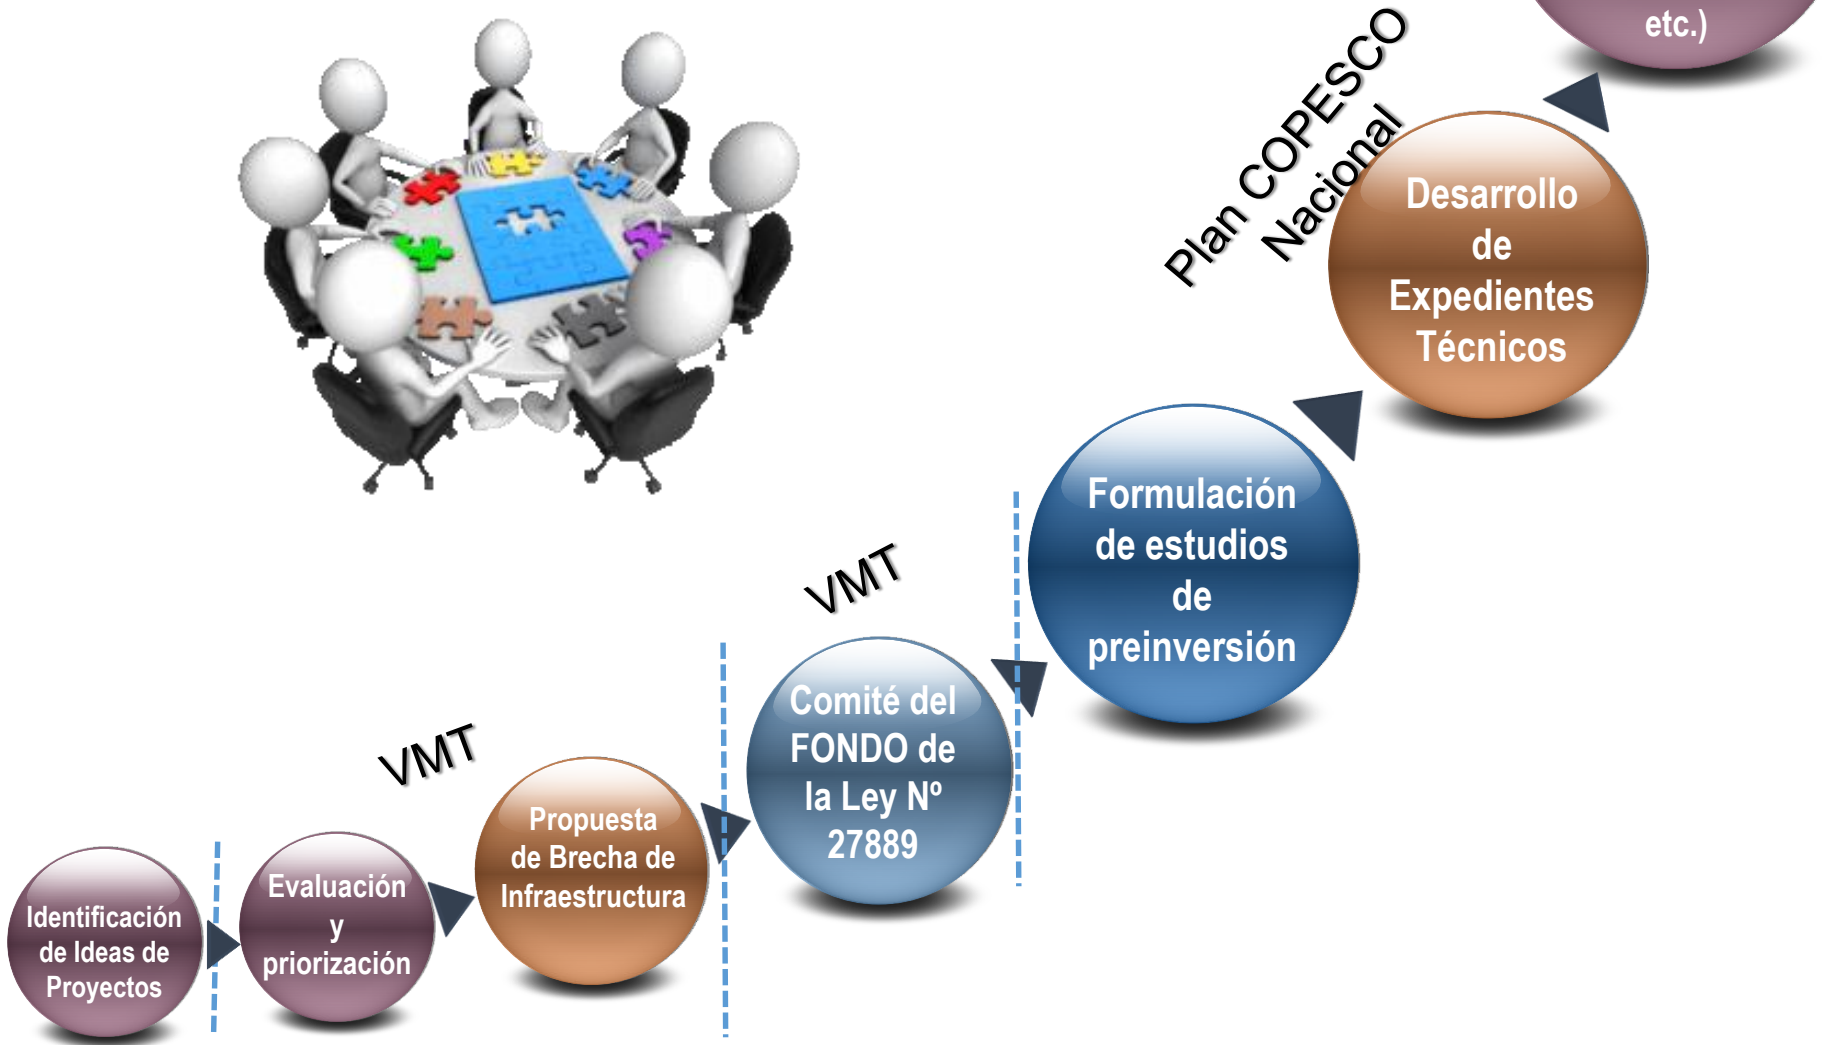 etc.)
Plan COPESCO
Nacional
Desarrollo
de
Expedientes
Técnicos
Formulación
de estudios
de
preinversión
VMT
Comité del
FONDO de
la Ley Nº
27889
VMT
Propuesta
de Brecha de
Infraestructura
Evaluación
y
priorización
Identificación
de Ideas de
Proyectos